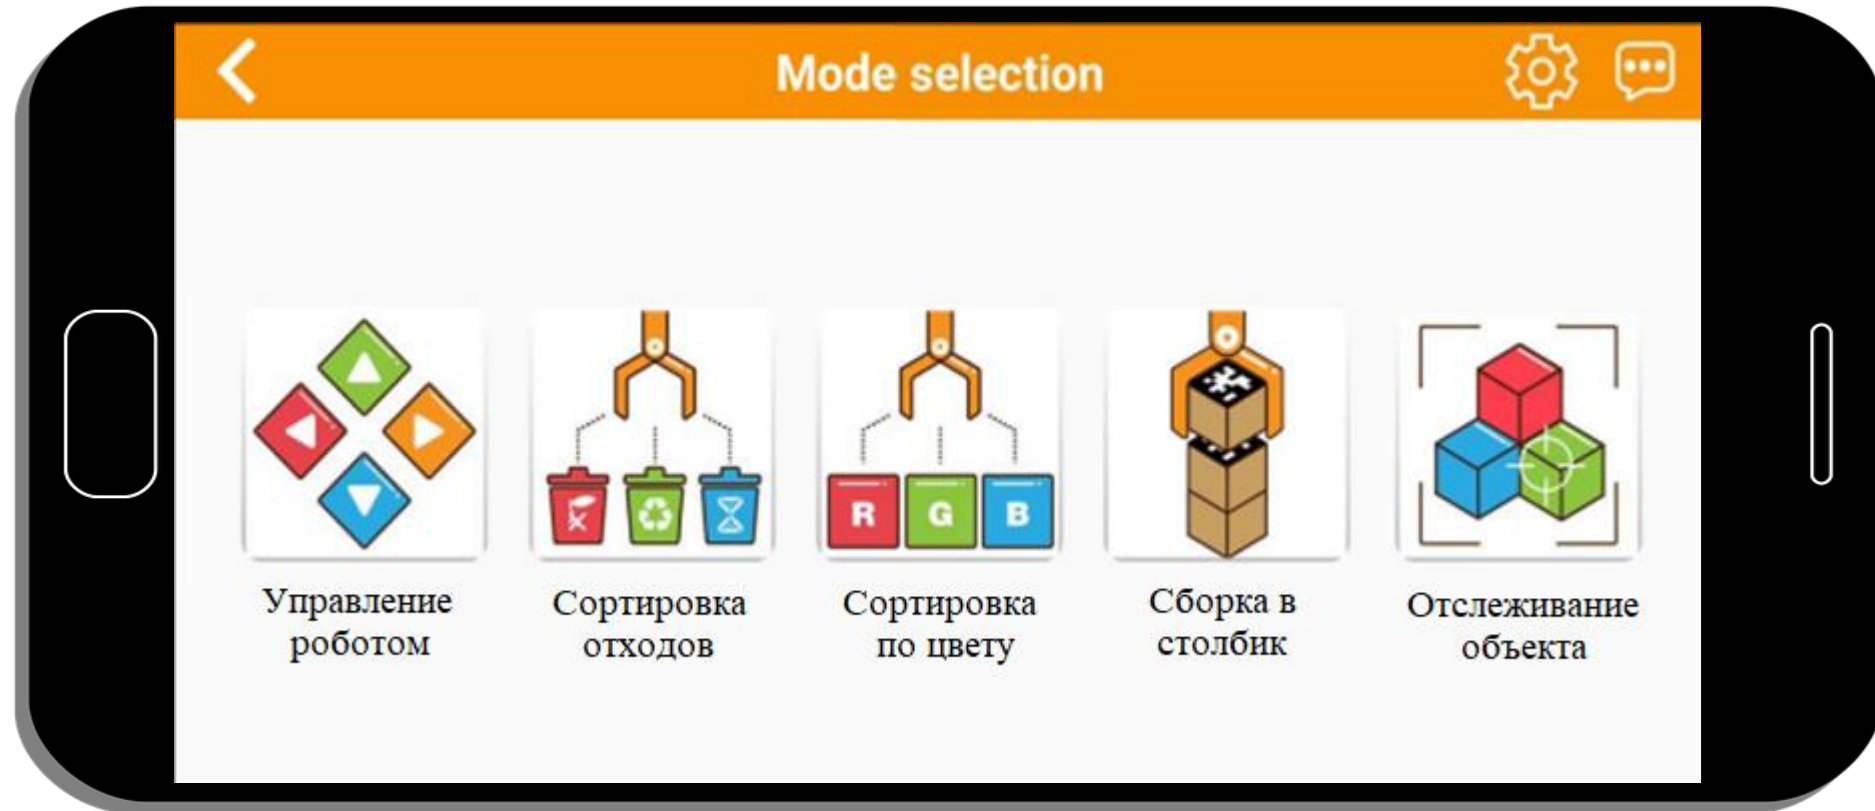 Mode selection
R G B
Управление
роботом
Сортировка
отходов
Сортировка
по цвету
Сборка в
столбик
Отслеживание
объекта